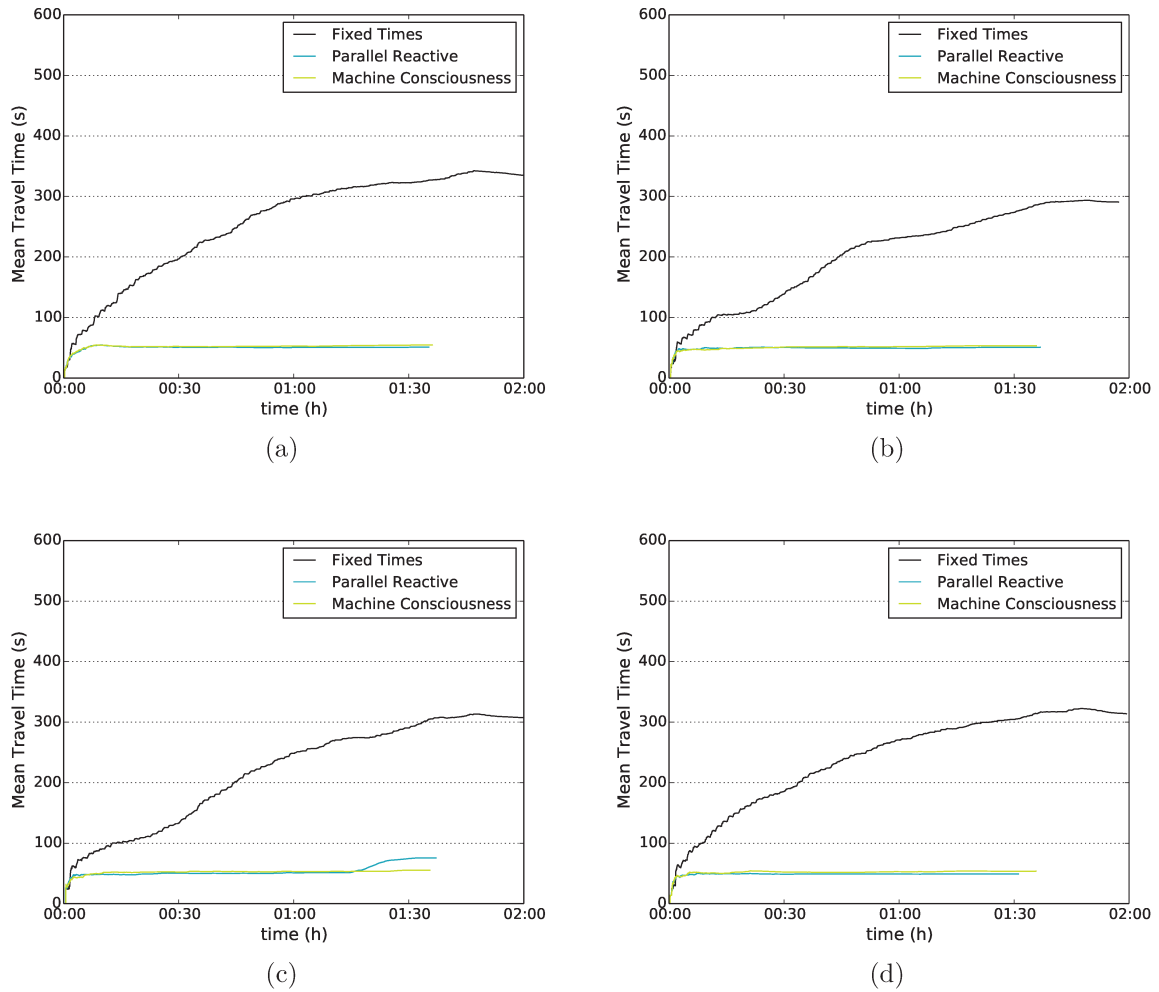 600
500
400
300
200
100
0
Mean Travel Time (s)
Fixed Times
Parallel Reactive
Machine Consciousness
00:00 00:30 01:00 01:30 02:00
time (h)
(a)
600
500
400
300
200
100
0
Mean Travel Time (s)
Fixed Times
Parallel Reactive
Machine Consciousness
00:00 00:30 01:00 01:30 02:00
time (h)
(b)
600
500
400
300
200
100
0
Mean Travel Time (s)
Fixed Times
Parallel Reactive
Machine Consciousness
00:00 00:30 01:00 01:30 02:00
time (h)
(c)
600
500
400
300
200
100
0
Mean Travel Time (s)
Fixed Times
Parallel Reactive
Machine Consciousness
00:00 00:30 01:00 01:30 02:00
time (h)
(d)